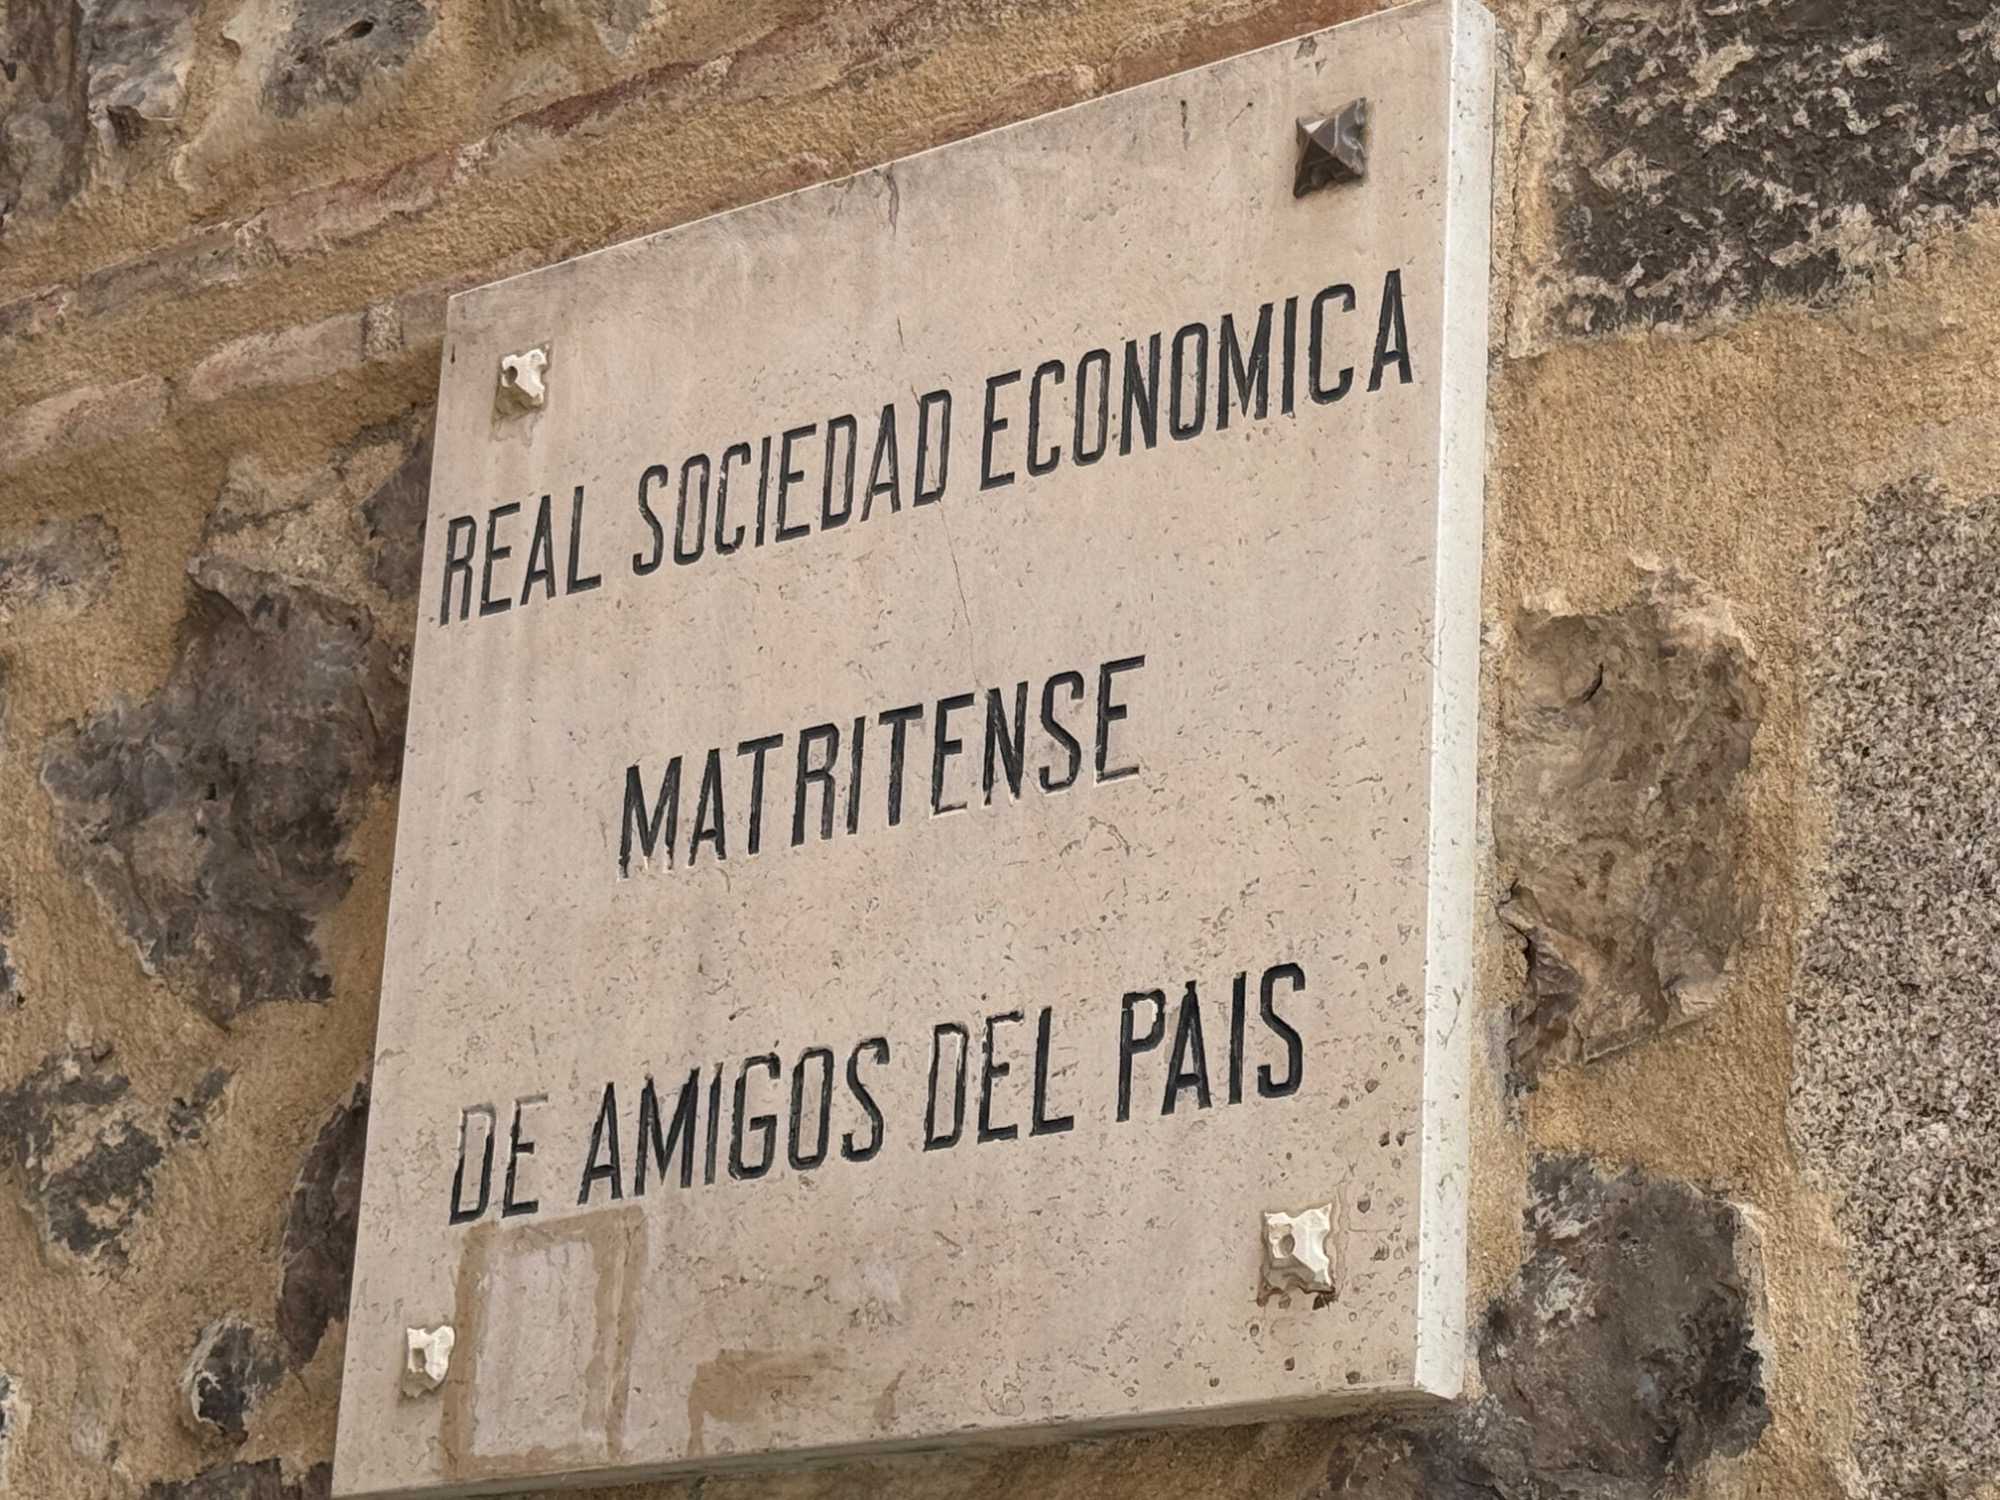 REAL SOCIEDAD ECONOMICA
MATRITENSE
DE AMIGOS DEL PAIS